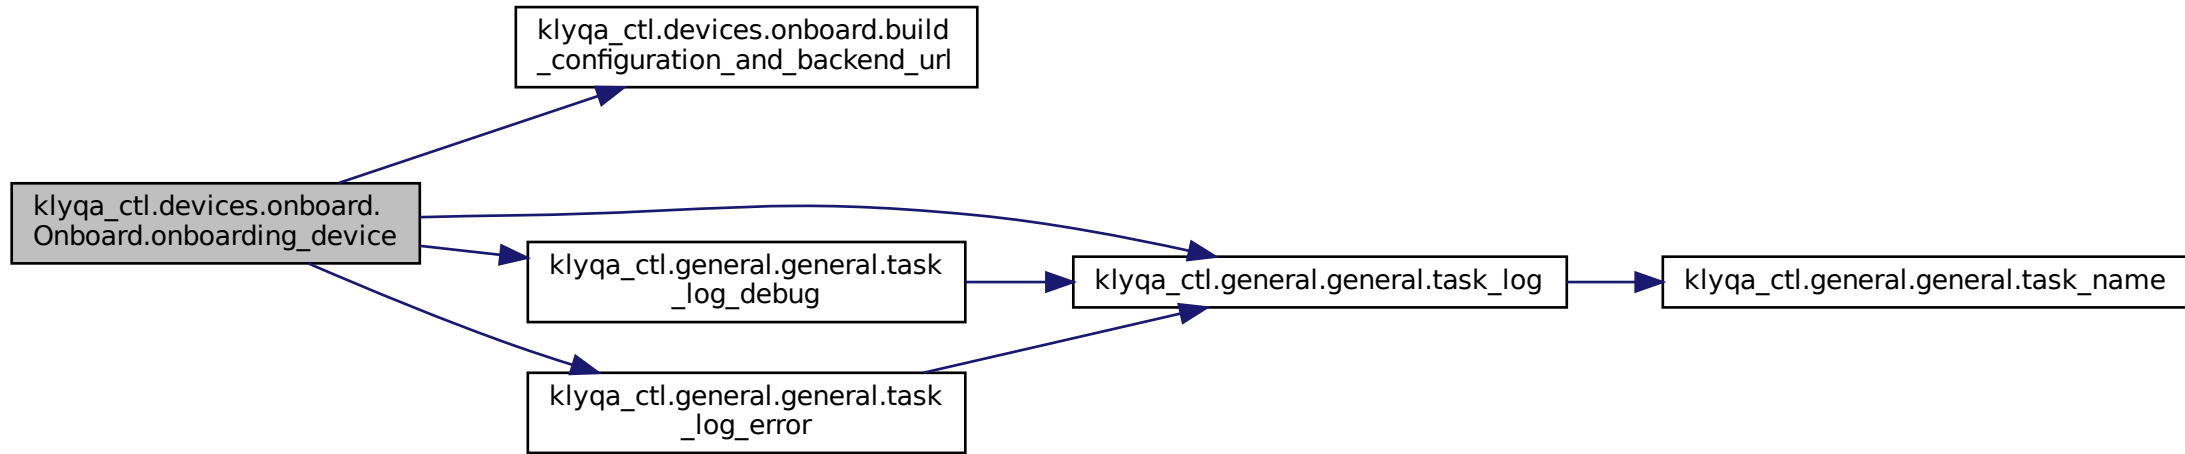 klyqa_ctl.devices.onboard.build
_configuration_and_backend_url
klyqa_ctl.devices.onboard.
Onboard.onboarding_device
klyqa_ctl.general.general.task
_log_debug
klyqa_ctl.general.general.task_log
klyqa_ctl.general.general.task_name
klyqa_ctl.general.general.task
_log_error